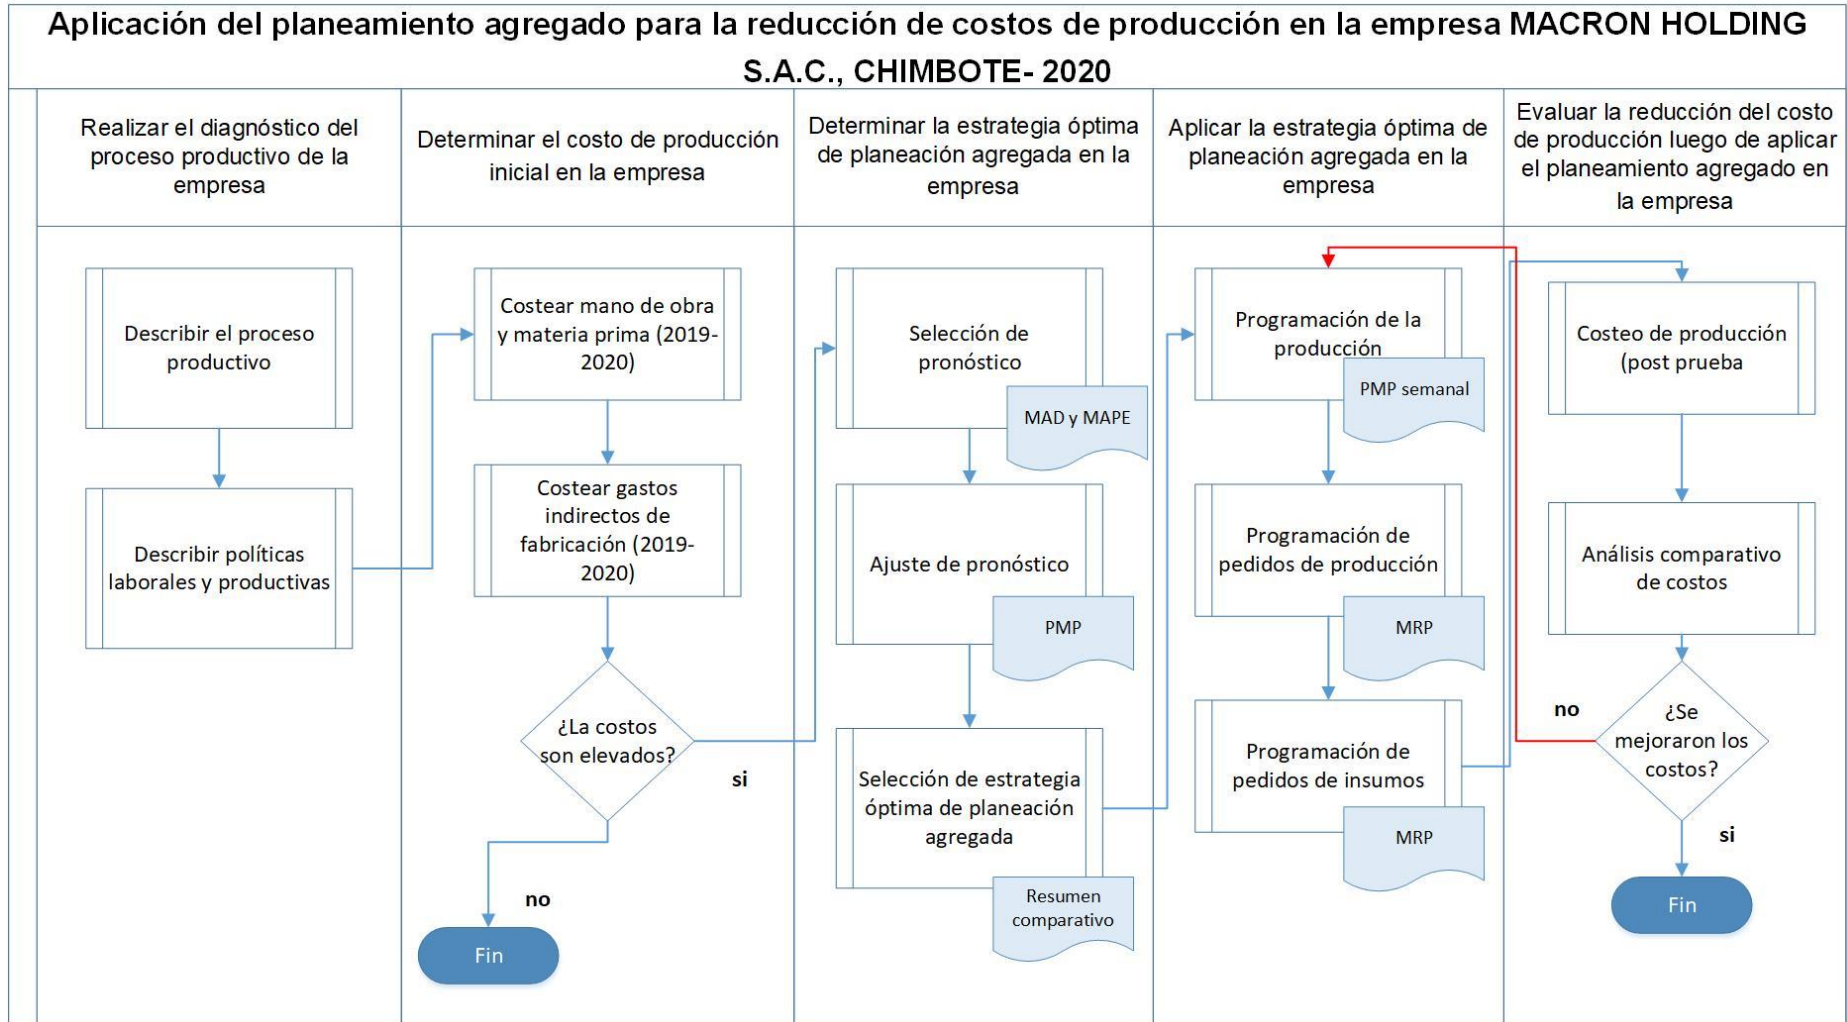 Aplicación del planeamiento agregado para la reducción de costos de producción en la empresa MACRON HOLDING
S.A.C., CHIMBOTE- 2020
Realizar el diagnóstico del
proceso productivo de la
empresa
Determinar el costo de producción
inicial en la empresa
Determinar la estrategia óptima
de planeación agregada en la
empresa
Aplicar la estrategia óptima de
planeación agregada en la
empresa
Evaluar la reducción del costo
de producción luego de aplicar
el planeamiento agregado en
la empresa
Describir el proceso
productivo
Describir políticas
laborales y productivas
Costear mano de obra
y materia prima (2019-
2020)
Costear gastos
indirectos de
fabricación (2019-
2020)
¿La costos
son elevados?
si
no
Fin
Selección de
pronóstico
MAD y MAPE
Ajuste de pronóstico
PMP
Selección de estrategia
óptima de planeación
agregada
Resumen
comparativo
Programación de la
producción
PMP semanal
Programación de
pedidos de producción
MRP
Programación de
pedidos de insumos
MRP
Costeo de producción
(post prueba
Análisis comparativo
de costos
no
¿Se
mejoraron los
costos?
si
Fin